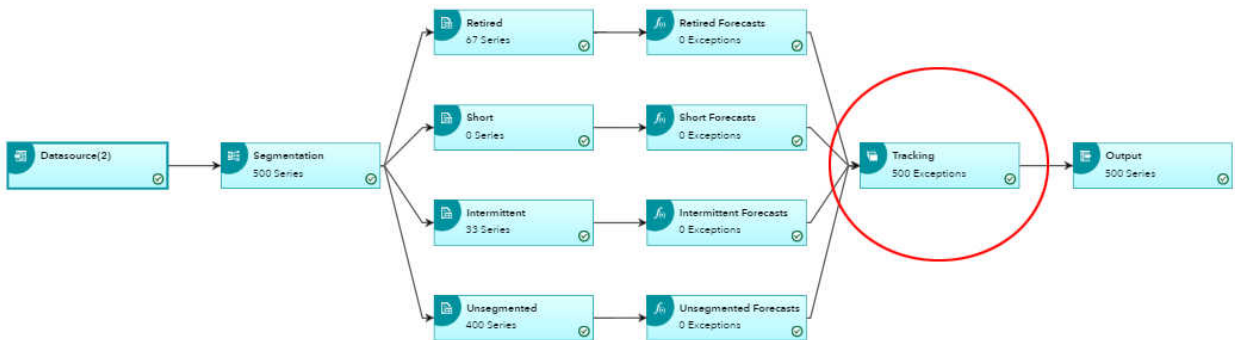 Retired
67 Series
Retired Forecasts
0 Exceptions
Short
0 Series
Short Forecasts
0 Exceptions
Datasource(2)
Segmentation
500 Series
Tracking
500 Exceptions
Output
500 Series
Intermittent
33 Series
Intermittent Forecasts
0 Exceptions
Unsegmented
400 Series
Unsegmented Forecasts
0 Exceptions